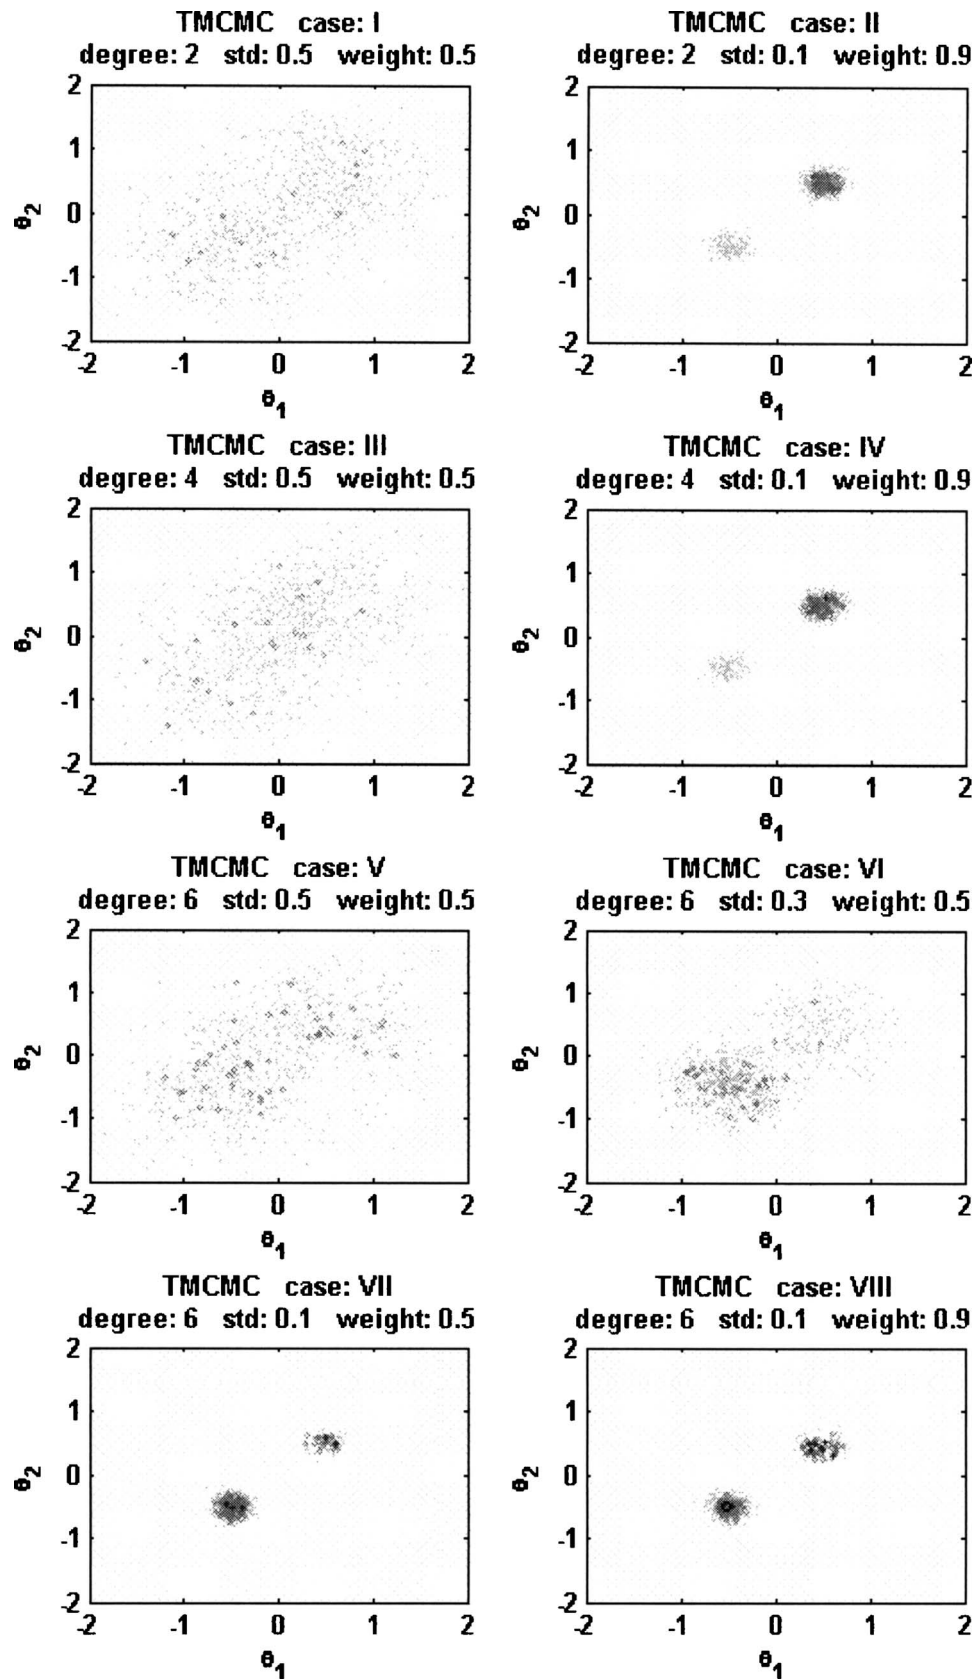 TMCMC case: I
degree: 2 std: 0.5 weight: 0.5
2
1
0
-1
-2
θ2
-2 -1 0 1 2
θ1
TMCMC case: II
degree: 2 std: 0.1 weight: 0.9
2
1
0
-1
-2
θ2
-2 -1 0 1 2
θ1
TMCMC case: III
degree: 4 std: 0.5 weight: 0.5
2
1
0
-1
-2
θ2
-2 -1 0 1 2
θ1
TMCMC case: IV
degree: 4 std: 0.1 weight: 0.9
2
1
0
-1
-2
θ2
-2 -1 0 1 2
θ1
TMCMC case: V
degree: 6 std: 0.5 weight: 0.5
2
1
0
-1
-2
θ2
-2 -1 0 1 2
θ1
TMCMC case: VI
degree: 6 std: 0.3 weight: 0.5
2
1
0
-1
-2
θ2
-2 -1 0 1 2
θ1
TMCMC case: VII
degree: 6 std: 0.1 weight: 0.5
2
1
0
-1
-2
θ2
-2 -1 0 1 2
θ1
TMCMC case: VIII
degree: 6 std: 0.1 weight: 0.9
2
1
0
-1
-2
θ2
-2 -1 0 1 2
θ1